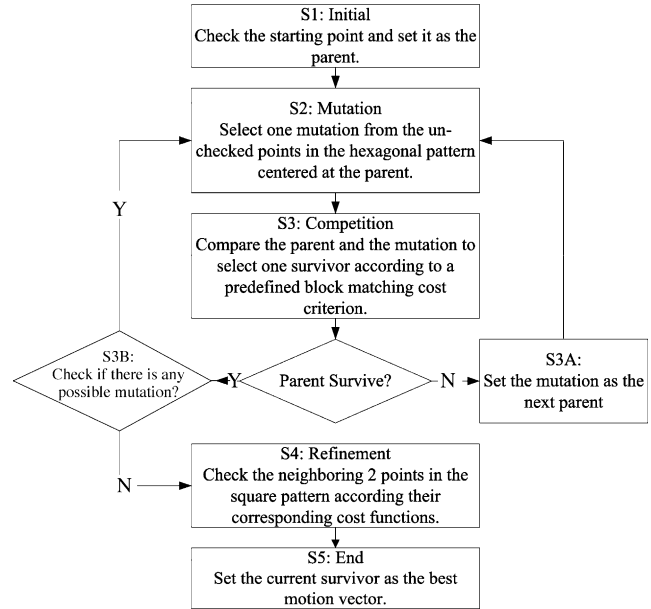 S1: Initial
Check the starting point and set it as the
parent.
S2: Mutation
Select one mutation from the un-
checked points in the hexagonal pattern
centered at the parent.
Y
S3: Competition
Compare the parent and the mutation to
select one survivor according to a
predefined block matching cost
criterion.
S3B:
Check if there is any
possible mutation?
Y
Parent Survive?
N
S3A:
Set the mutation as the
next parent
N
S4: Refinement
Check the neighboring 2 points in the
square pattern according their
corresponding cost functions.
S5: End
Set the current survivor as the best
motion vector.